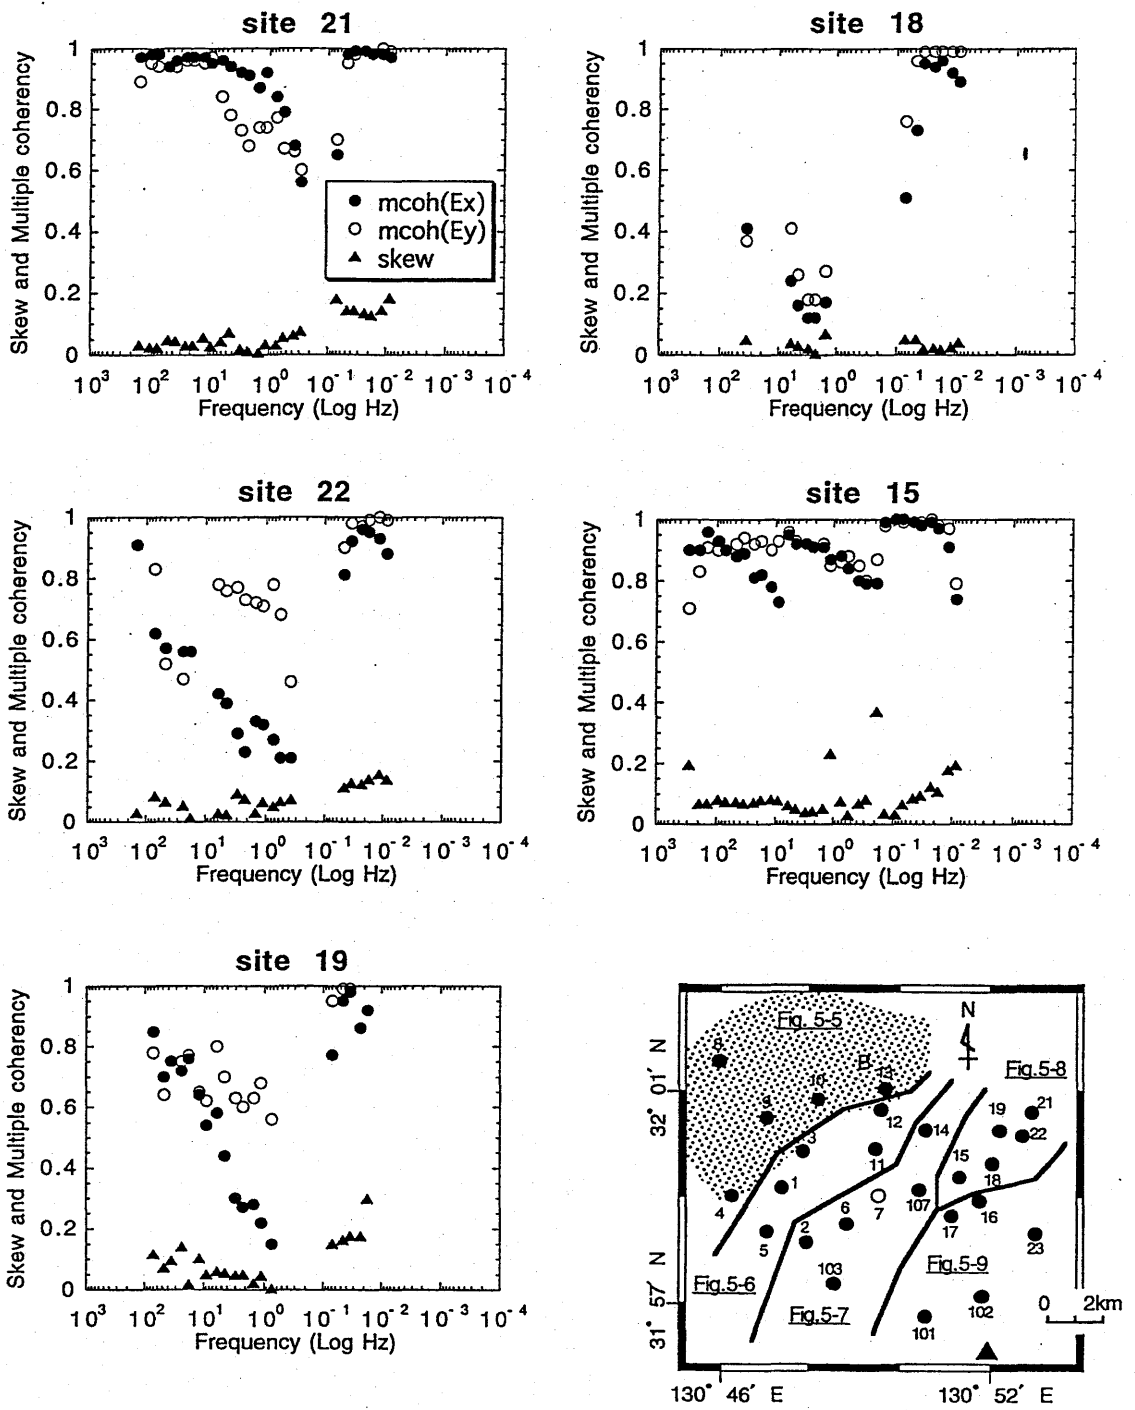 site 21
Skew and Multiple coherency
1
0.8
0.6
0.4
0.2
0
mcoh(Ex)
mcoh(Ey)
skew
10³ 10² 10¹ 10⁰ 10⁻¹ 10⁻² 10⁻³ 10⁻⁴
Frequency (Log Hz)
site 18
Skew and Multiple coherency
1
0.8
0.6
0.4
0.2
0
10³ 10² 10¹ 10⁰ 10⁻¹ 10⁻² 10⁻³ 10⁻⁴
Frequency (Log Hz)
site 22
Skew and Multiple coherency
1
0.8
0.6
0.4
0.2
0
10³ 10² 10¹ 10⁰ 10⁻¹ 10⁻² 10⁻³ 10⁻⁴
Frequency (Log Hz)
site 15
Skew and Multiple coherency
1
0.8
0.6
0.4
0.2
0
10³ 10² 10¹ 10⁰ 10⁻¹ 10⁻² 10⁻³ 10⁻⁴
Frequency (Log Hz)
site 19
Skew and Multiple coherency
1
0.8
0.6
0.4
0.2
0
10³ 10² 10¹ 10⁰ 10⁻¹ 10⁻² 10⁻³ 10⁻⁴
Frequency (Log Hz)
Fig. 5-5
N
8
B
Fig.5-8
32° 01' N
10
13
9
12
19
21
14
22
3
11
15
18
1
4
7
107
16
6
17
5
2
23
103
Fig.5-9
Fig.5-6
31° 57' N
Fig.5-7
102
0 2km
101
130° 46' E
130° 52' E